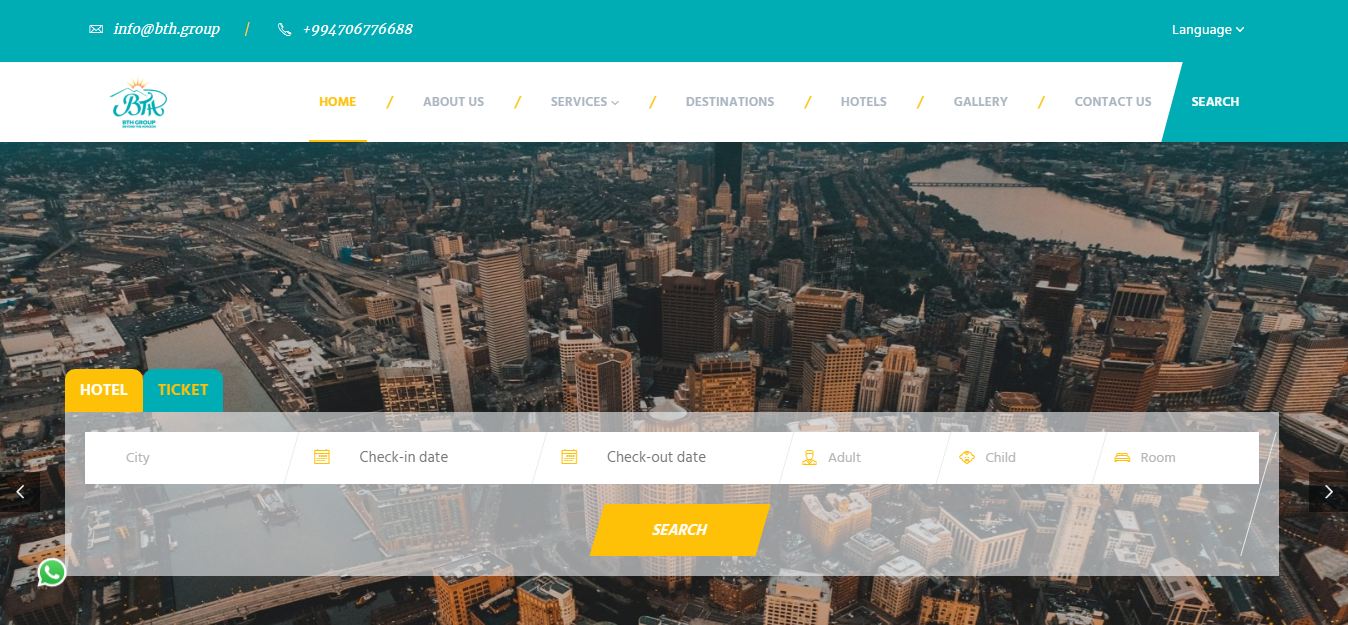 info@bth.group / +994706776688 Language
BTH
BTH GROUP
BEYOND THE HORIZON
HOME / ABOUT US / SERVICES / DESTINATIONS / HOTELS / GALLERY / CONTACT US SEARCH
HOTEL TICKET
City Check-in date Check-out date Adult Child Room
SEARCH